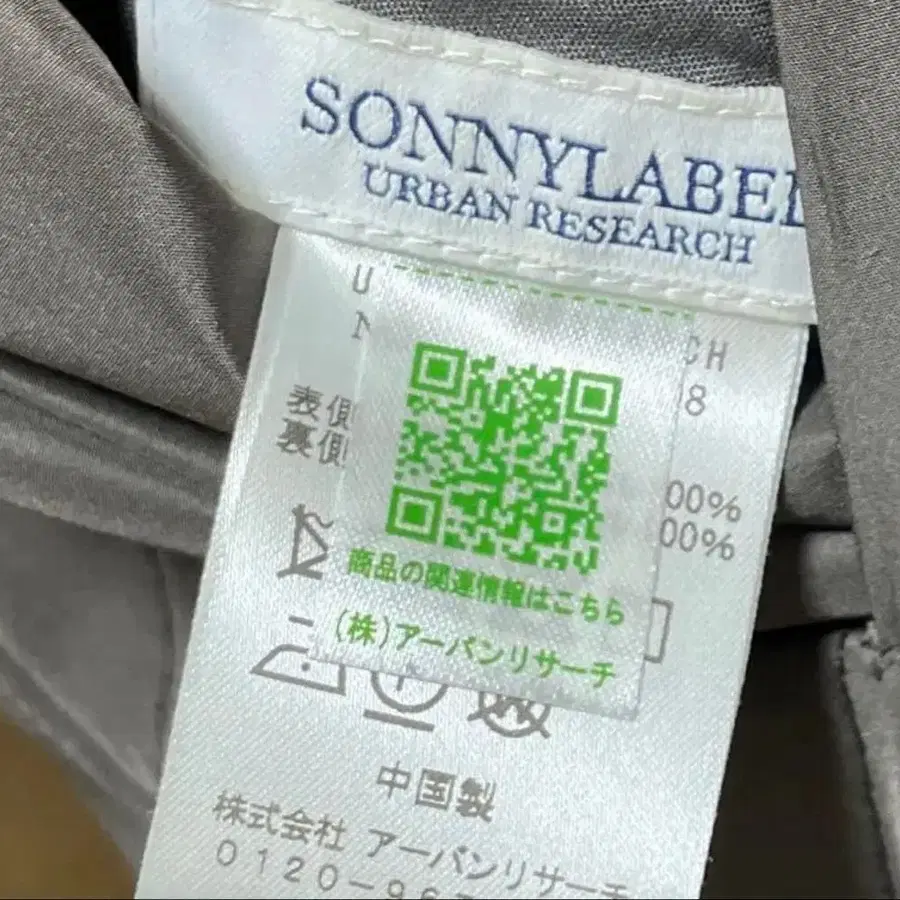 SONNYLABEL
URBAN RESEARCH
U CH
N 8
表側 00%
裏側 00%
商品の関連情報はこちら
(株)アーバンリサーチ
中国製
株式会社 アーバンリサーチ
0120-96